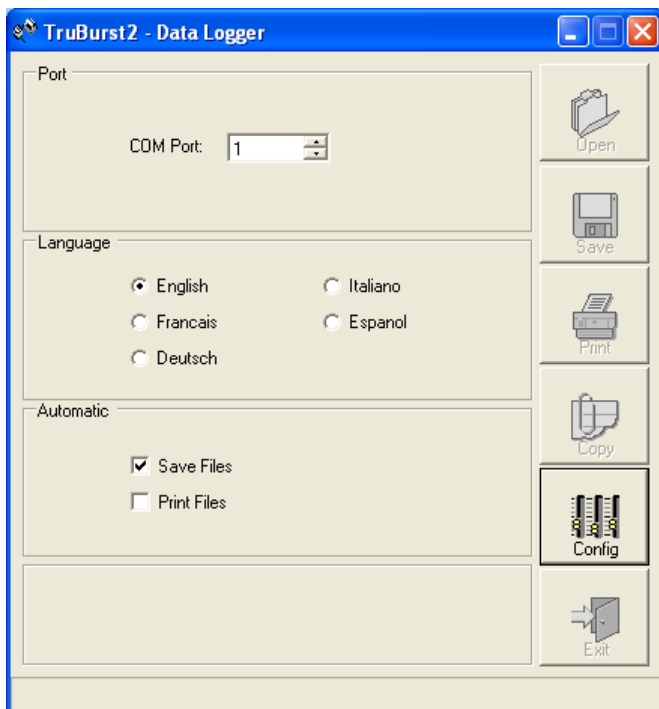 TruBurst2 - Data Logger
Port
COM Port: 1
Language
English Italiano
Francais Espanol
Deutsch
Automatic
Save Files
Print Files
Open
Save
Print
Copy
Config
Exit